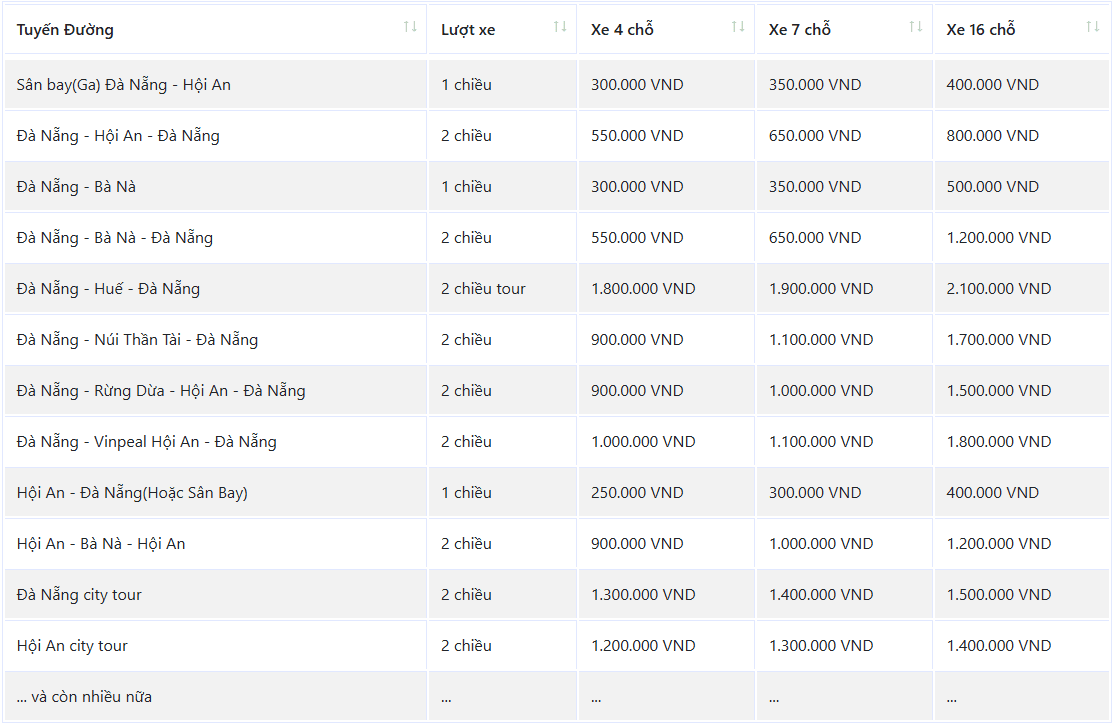 Tuyến Đường Lượt xe Xe 4 chỗ Xe 7 chỗ Xe 16 chỗ
Sân bay(Ga) Đà Nẵng - Hội An 1 chiều 300.000 VND 350.000 VND 400.000 VND
Đà Nẵng - Hội An - Đà Nẵng 2 chiều 550.000 VND 650.000 VND 800.000 VND
Đà Nẵng - Bà Nà 1 chiều 300.000 VND 350.000 VND 500.000 VND
Đà Nẵng - Bà Nà - Đà Nẵng 2 chiều 550.000 VND 650.000 VND 1.200.000 VND
Đà Nẵng - Huế - Đà Nẵng 2 chiều tour 1.800.000 VND 1.900.000 VND 2.100.000 VND
Đà Nẵng - Núi Thần Tài - Đà Nẵng 2 chiều 900.000 VND 1.100.000 VND 1.700.000 VND
Đà Nẵng - Rừng Dừa - Hội An - Đà Nẵng 2 chiều 900.000 VND 1.000.000 VND 1.500.000 VND
Đà Nẵng - Vinpeal Hội An - Đà Nẵng 2 chiều 1.000.000 VND 1.100.000 VND 1.800.000 VND
Hội An - Đà Nẵng(Hoặc Sân Bay) 1 chiều 250.000 VND 300.000 VND 400.000 VND
Hội An - Bà Nà - Hội An 2 chiều 900.000 VND 1.000.000 VND 1.200.000 VND
Đà Nẵng city tour 2 chiều 1.300.000 VND 1.400.000 VND 1.500.000 VND
Hội An city tour 2 chiều 1.200.000 VND 1.300.000 VND 1.400.000 VND
... và còn nhiều nữa ... ... ... ...